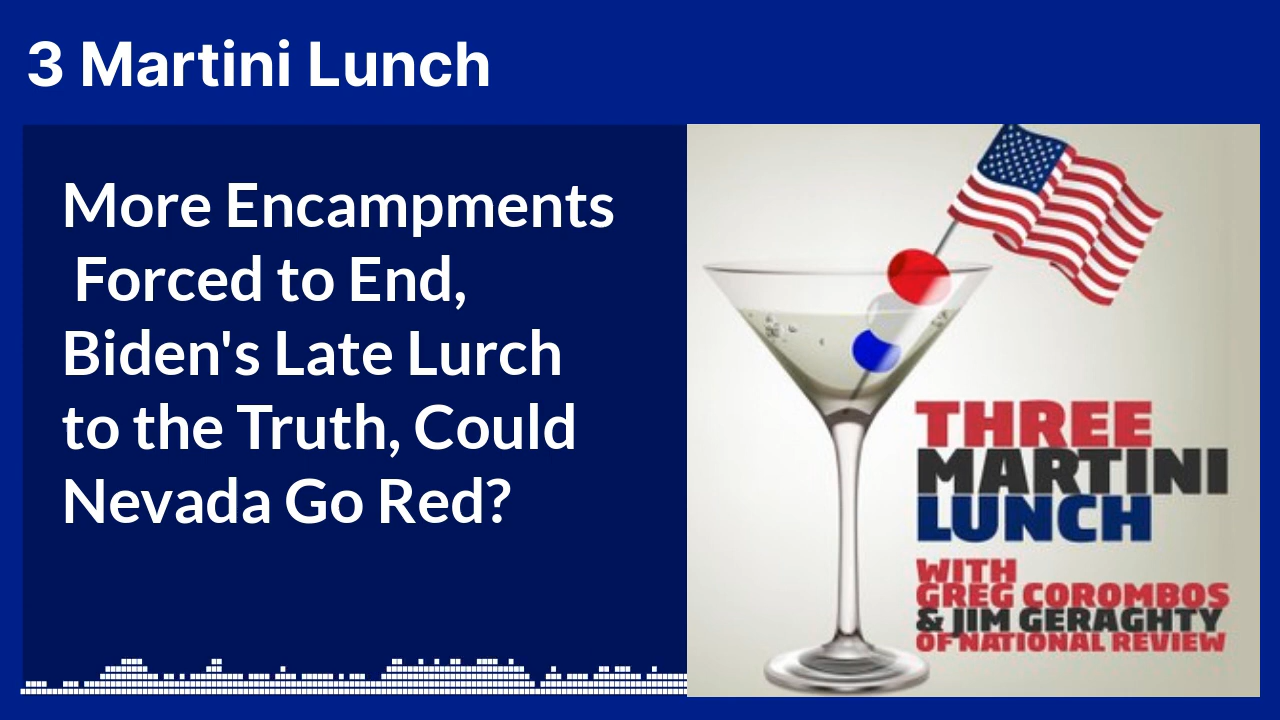 3 Martini Lunch
More Encampments
Forced to End,
Biden's Late Lurch
to the Truth, Could
Nevada Go Red?
THREE
MARTINI
LUNCH
WITH
GREG COROMBOS
& JIM GERAGHTY
OF NATIONAL REVIEW